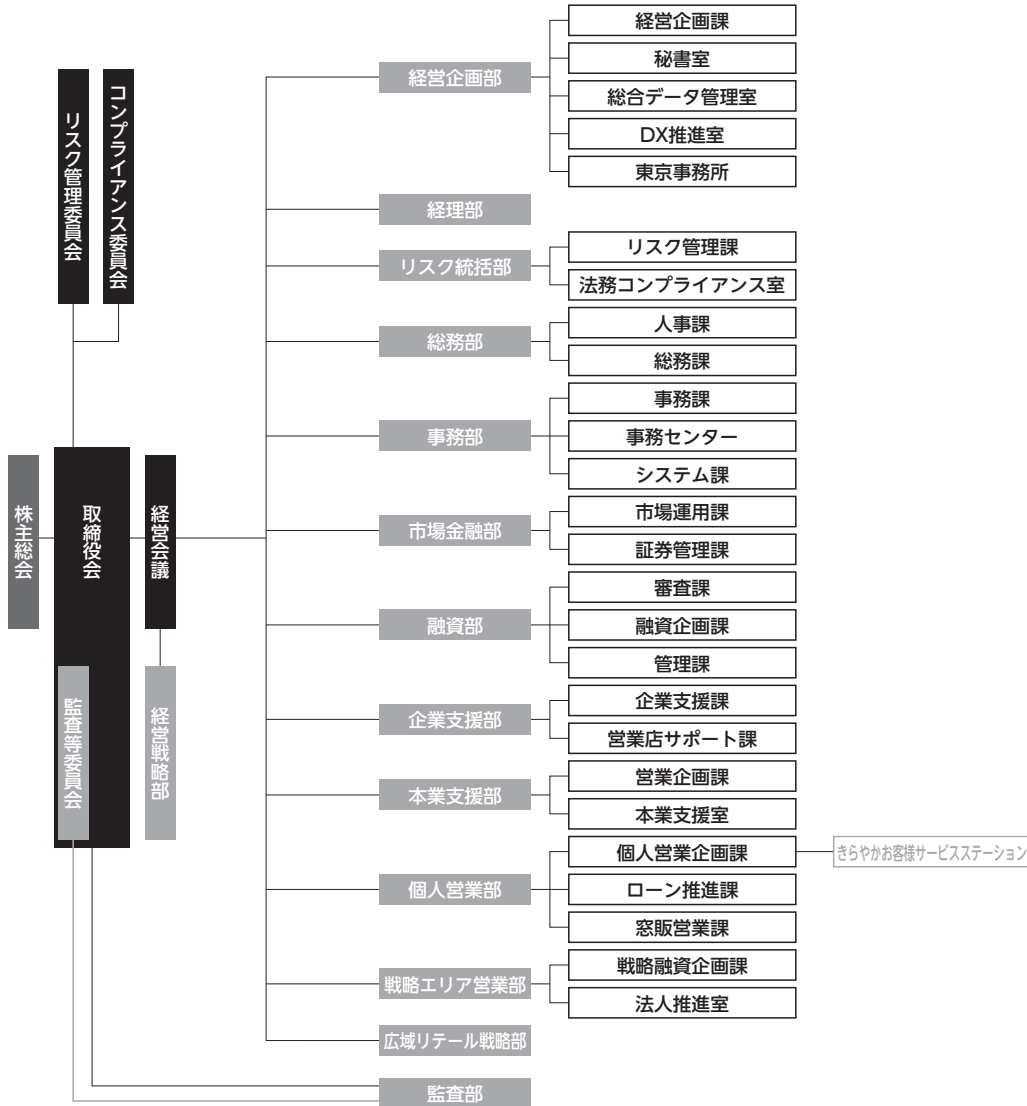 株主総会
取締役会
監査等委員会
リスク管理委員会
コンプライアンス委員会
経営会議
経営戦略部
経営企画部
経営企画課
秘書室
総合データ管理室
DX推進室
東京事務所
経理部
リスク統括部
リスク管理課
法務コンプライアンス室
総務部
人事課
総務課
事務部
事務課
事務センター
システム課
市場金融部
市場運用課
証券管理課
融資部
審査課
融資企画課
管理課
企業支援部
企業支援課
営業店サポート課
本業支援部
営業企画課
本業支援室
個人営業部
個人営業企画課
きらやかお客様サービスステーション
ローン推進課
窓販営業課
戦略エリア営業部
戦略融資企画課
法人推進室
広域リテール戦略部
監査部